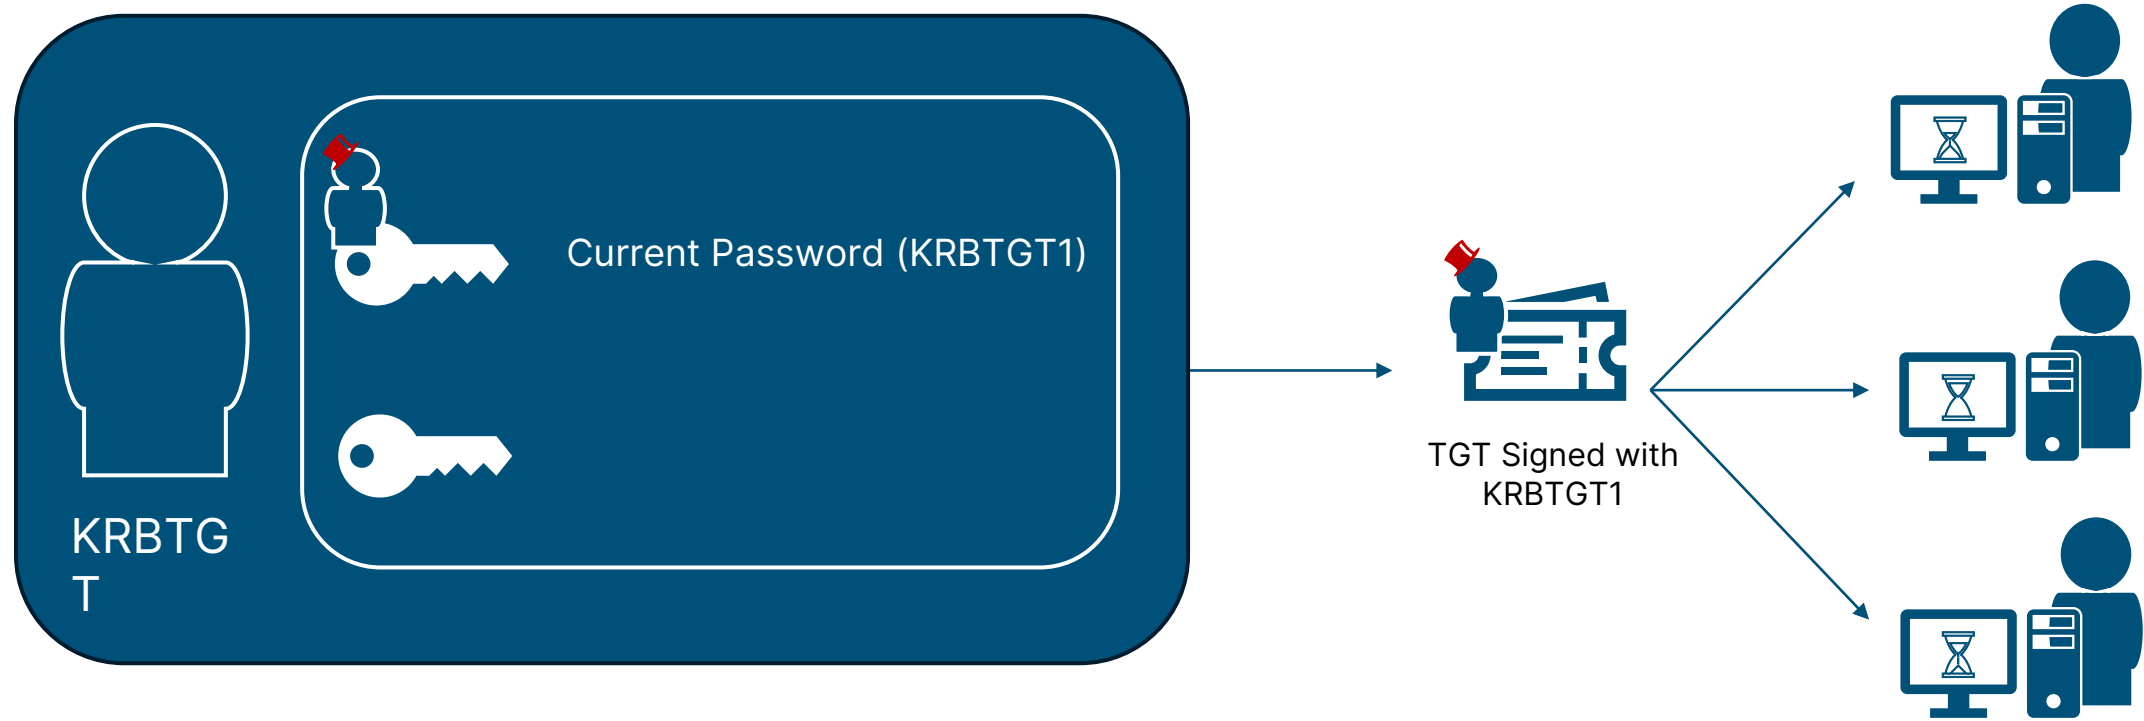 Current Password (KRBTGT1)
KRBTG
T
TGT Signed with
KRBTGT1